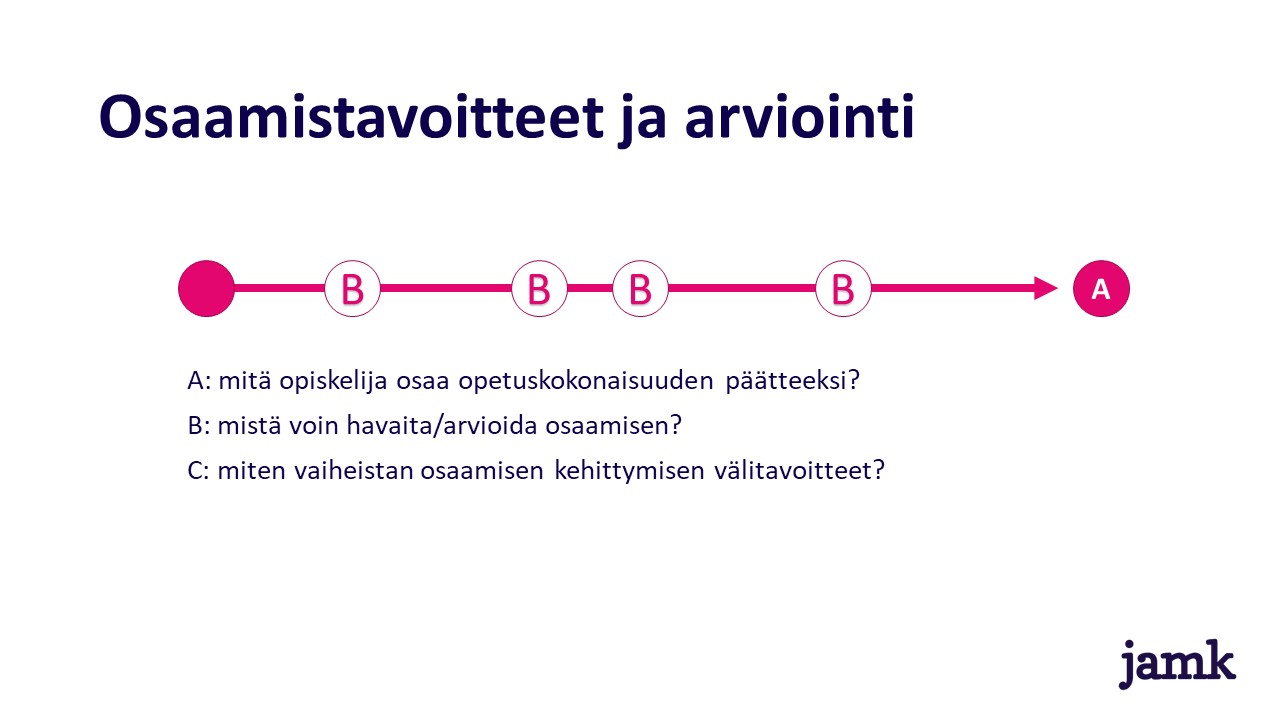 Osaamistavoitteet ja arviointi
B B B B A
A: mitä opiskelija osaa opetuskokonaisuuden päätteeksi?
B: mistä voin havaita/arvioida osaamisen?
C: miten vaiheistan osaamisen kehittymisen välitavoitteet?
jamk